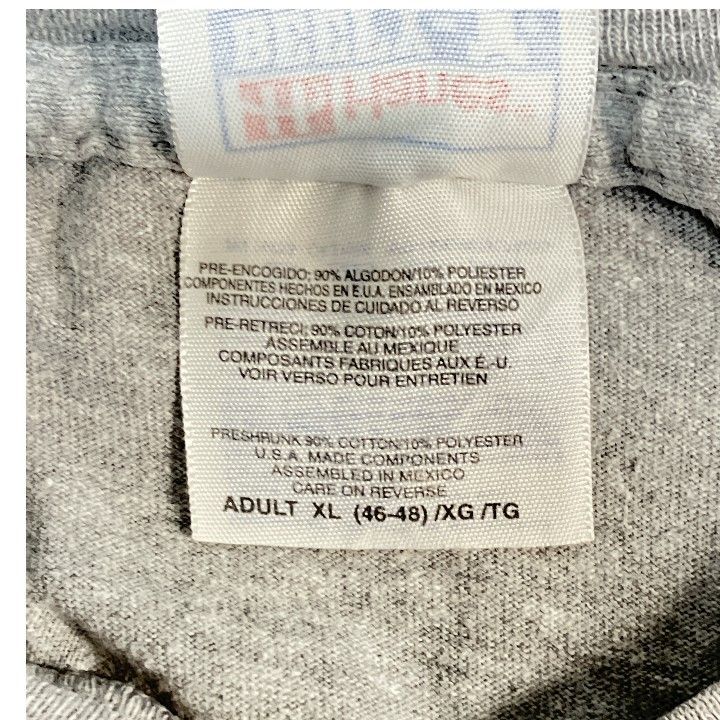 PRE-ENCOGIDO; 90% ALGODON/10% POLIESTER
COMPONENTES HECHOS EN E.U.A. ENSAMBLADO EN MEXICO
INSTRUCCIONES DE CUIDADO AL REVERSO
PRE-RETRECI; 90% COTON/10% POLYESTER
ASSEMBLE AU MEXIQUE
COMPOSANTS FABRIQUES AUX É.-U.
VOIR VERSO POUR ENTRETIEN
PRESHRUNK 90% COTTON/10% POLYESTER
U.S.A. MADE COMPONENTS
ASSEMBLED IN MEXICO
CARE ON REVERSE
ADULT XL (46-48) /XG /TG